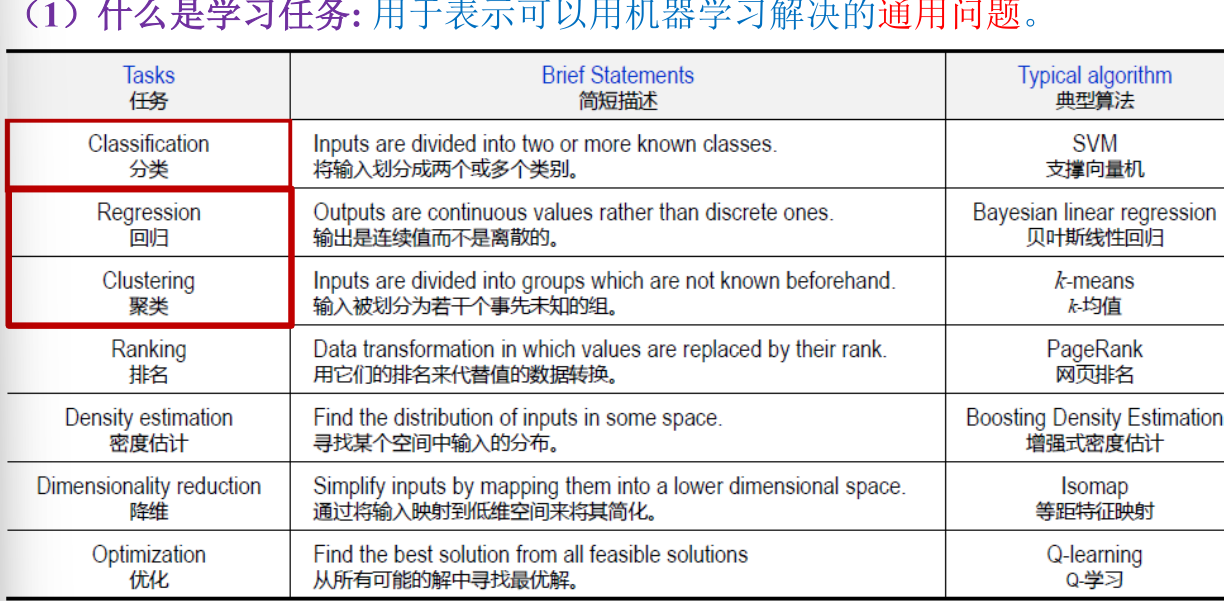 （1）什么是学习任务: 用于表示可以用机器学习解决的通用问题。
Tasks
任务
Brief Statements
简短描述
Typical algorithm
典型算法
Classification
分类
Inputs are divided into two or more known classes.
将输入划分成两个或多个类别。
SVM
支撑向量机
Regression
回归
Outputs are continuous values rather than discrete ones.
输出是连续值而不是离散的。
Bayesian linear regression
贝叶斯线性回归
Clustering
聚类
Inputs are divided into groups which are not known beforehand.
输入被划分为若干个事先未知的组。
k-means
k-均值
Ranking
排名
Data transformation in which values are replaced by their rank.
用它们的排名来代替值的数据转换。
PageRank
网页排名
Density estimation
密度估计
Find the distribution of inputs in some space.
寻找某个空间中输入的分布。
Boosting Density Estimation
增强式密度估计
Dimensionality reduction
降维
Simplify inputs by mapping them into a lower dimensional space.
通过将输入映射到低维空间来将其简化。
Isomap
等距特征映射
Optimization
优化
Find the best solution from all feasible solutions
从所有可能的解中寻找最优解。
Q-learning
Q-学习